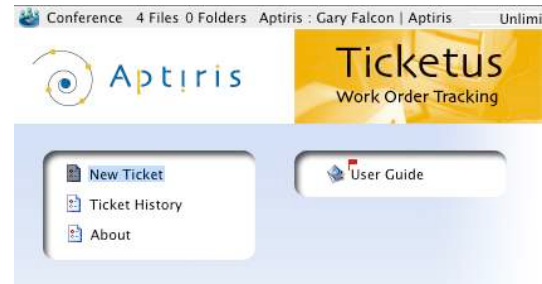 Conference 4 Files 0 Folders Aptiris : Gary Falcon | Aptiris Unlimi
Aptiris
Ticketus
Work Order Tracking
New Ticket
Ticket History
About
User Guide